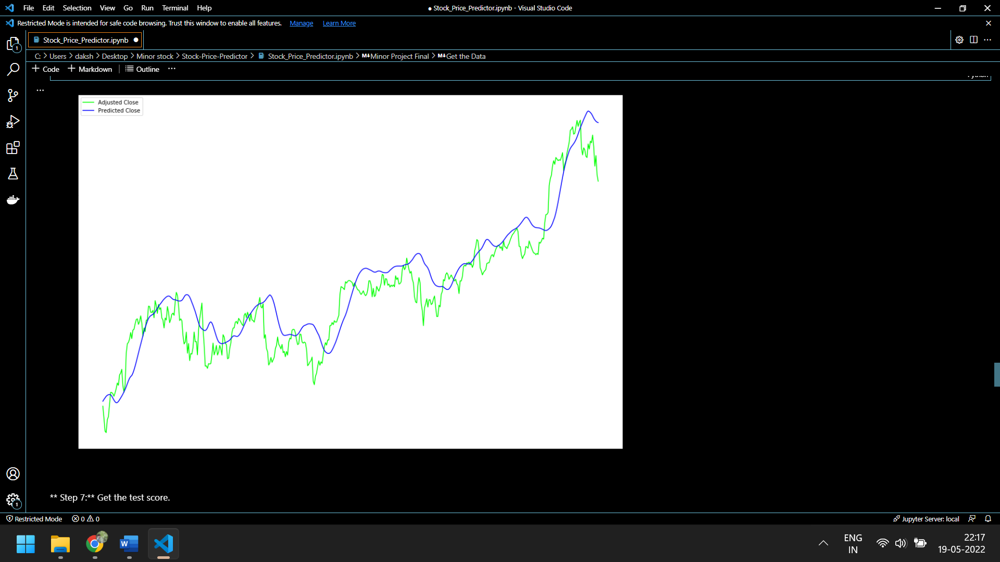 File Edit Selection View Go Run Terminal Help
● Stock_Price_Predictor.ipynb - Visual Studio Code
Restricted Mode is intended for safe code browsing. Trust this window to enable all features. Manage Learn More
Stock_Price_Predictor.ipynb ●
C: > Users > daksh > Desktop > Minor stock > Stock-Price-Predictor > Stock_Price_Predictor.ipynb > M↓Minor Project Final > M↓Get the Data
+ Code + Markdown | Outline ...
Python
...
Adjusted Close
Predicted Close
** Step 7:** Get the test score.
1
1
Restricted Mode 0 0 Jupyter Server: local
W
ENG
IN
22:17
19-05-2022